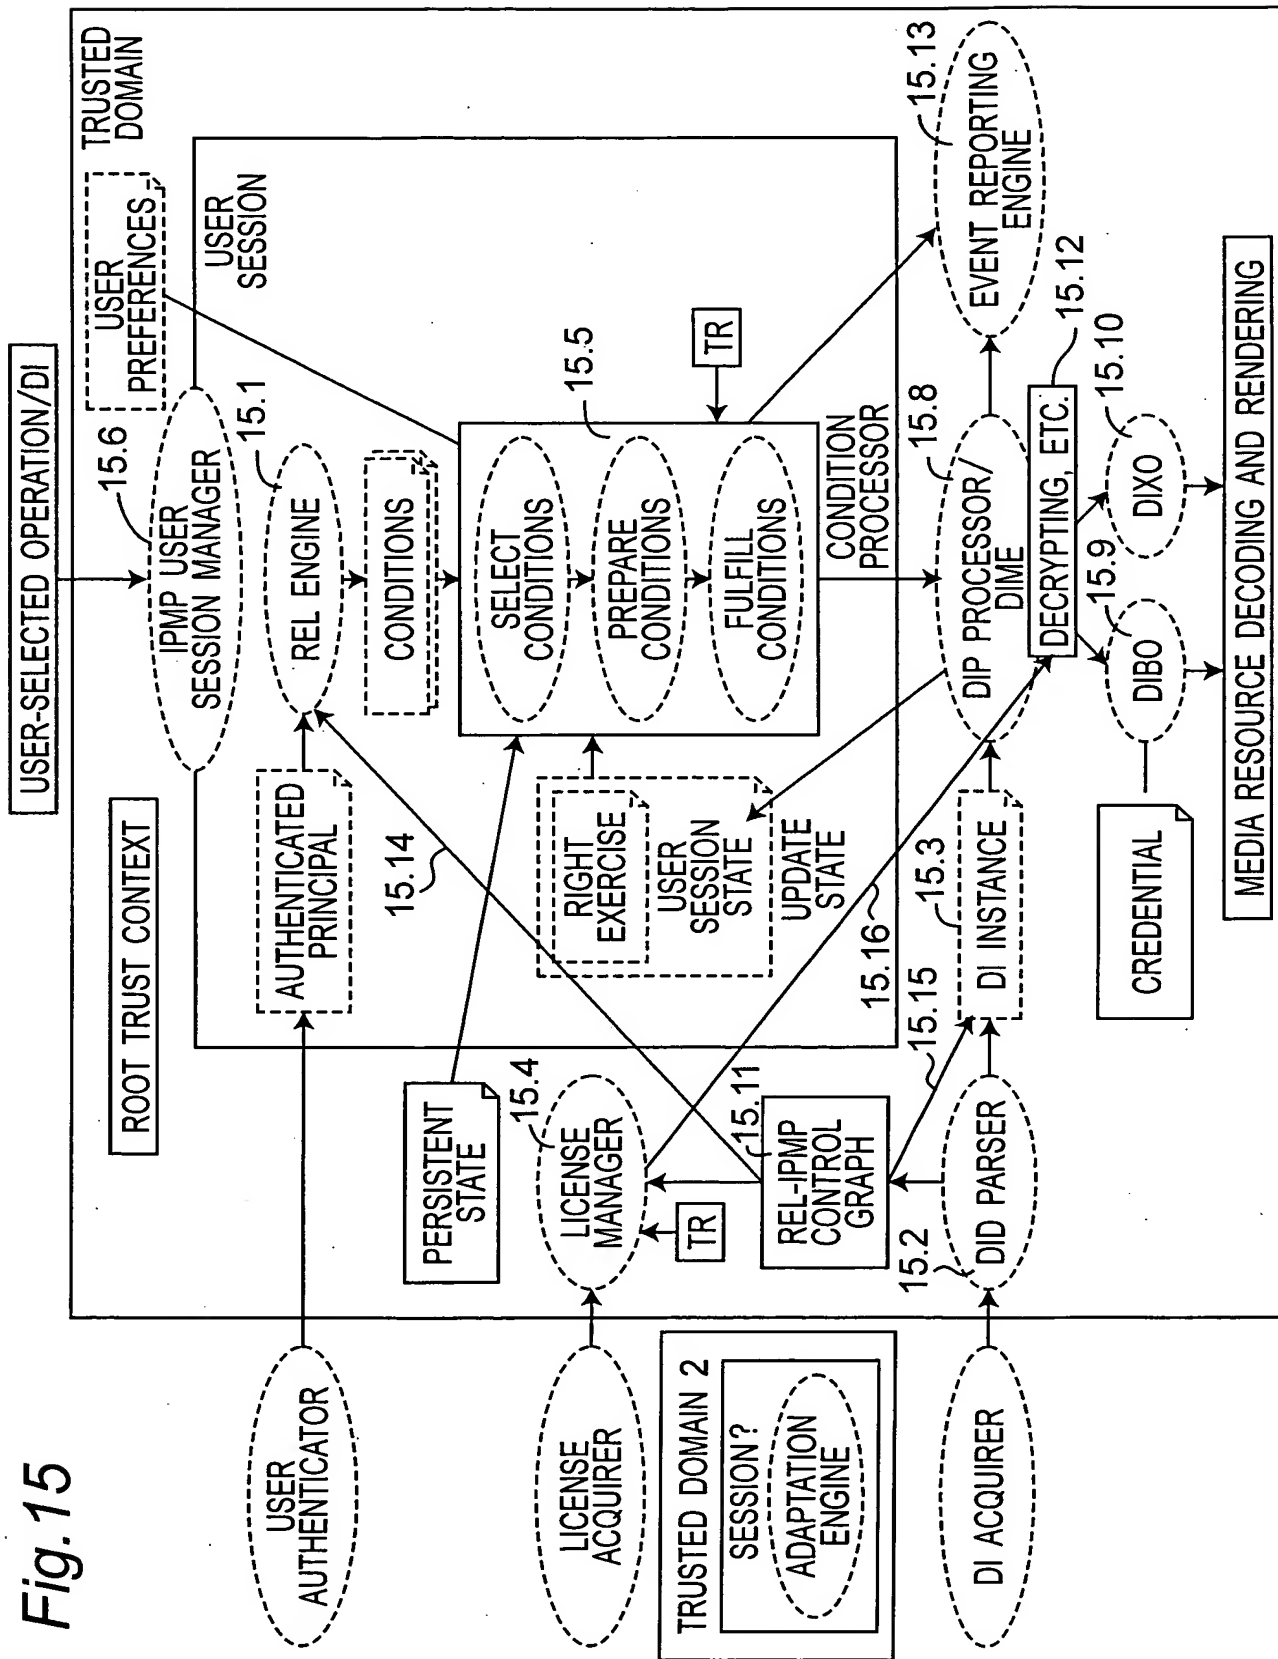 Fig.15
USER-SELECTED OPERATION/DI
TRUSTED
DOMAIN
ROOT TRUST CONTEXT
15.6
IPMP USER
SESSION MANAGER
USER
PREFERENCES
USER
SESSION
USER
AUTHENTICATOR
AUTHENTICATED
PRINCIPAL
15.1
REL ENGINE
15.14
CONDITIONS
PERSISTENT
STATE
SELECT
CONDITIONS
15.5
PREPARE
CONDITIONS
FULFILL
CONDITIONS
TR
CONDITION
PROCESSOR
RIGHT
EXERCISE
USER
SESSION
STATE
UPDATE
STATE
LICENSE
ACQUIRER
15.4
LICENSE
MANAGER
TR
15.11
REL-IPMP
CONTROL
GRAPH
15.16
TRUSTED DOMAIN 2
SESSION?
ADAPTATION
ENGINE
DI ACQUIRER
15.2
DID PARSER
15.15
15.3
DI INSTANCE
15.8
DIP PROCESSOR/
DIME
15.13
EVENT REPORTING
ENGINE
DECRYPTING, ETC.
15.12
CREDENTIAL
15.9
DIBO
15.10
DIXO
MEDIA RESOURCE DECODING AND RENDERING